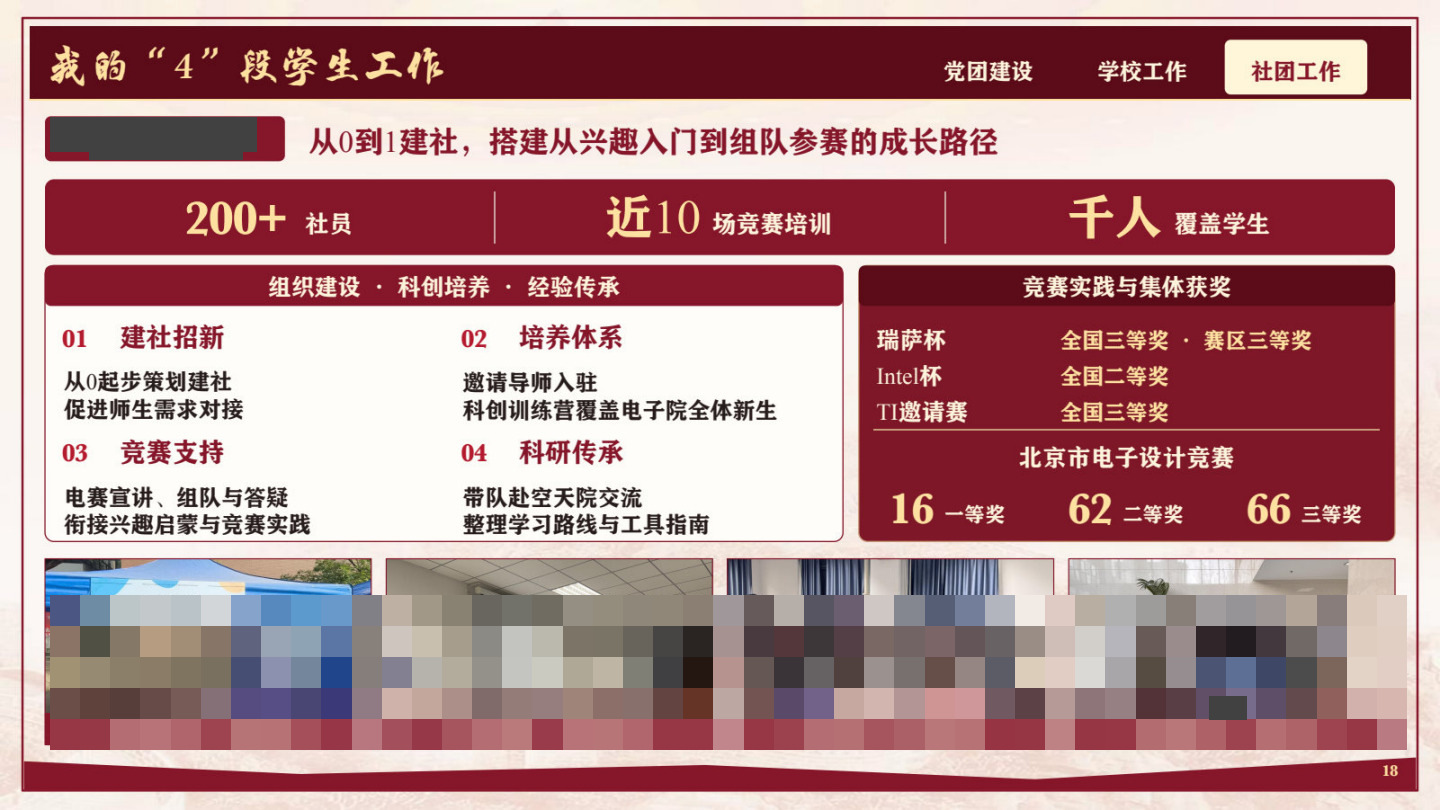 我的“4”段学生工作
党团建设 学校工作 社团工作
从0到1建社，搭建从兴趣入门到组队参赛的成长路径
200+ 社员
近10 场竞赛培训
千人 覆盖学生
组织建设 · 科创培养 · 经验传承
01 建社招新
从0起步策划建社
促进师生需求对接
02 培养体系
邀请导师入驻
科创训练营覆盖电子院全体新生
03 竞赛支持
电赛宣讲、组队与答疑
衔接兴趣启蒙与竞赛实践
04 科研传承
带队赴空天院交流
整理学习路线与工具指南
竞赛实践与集体获奖
瑞萨杯 全国三等奖 · 赛区三等奖
Intel杯 全国二等奖
TI邀请赛 全国三等奖
北京市电子设计竞赛
16 一等奖 62 二等奖 66 三等奖
18